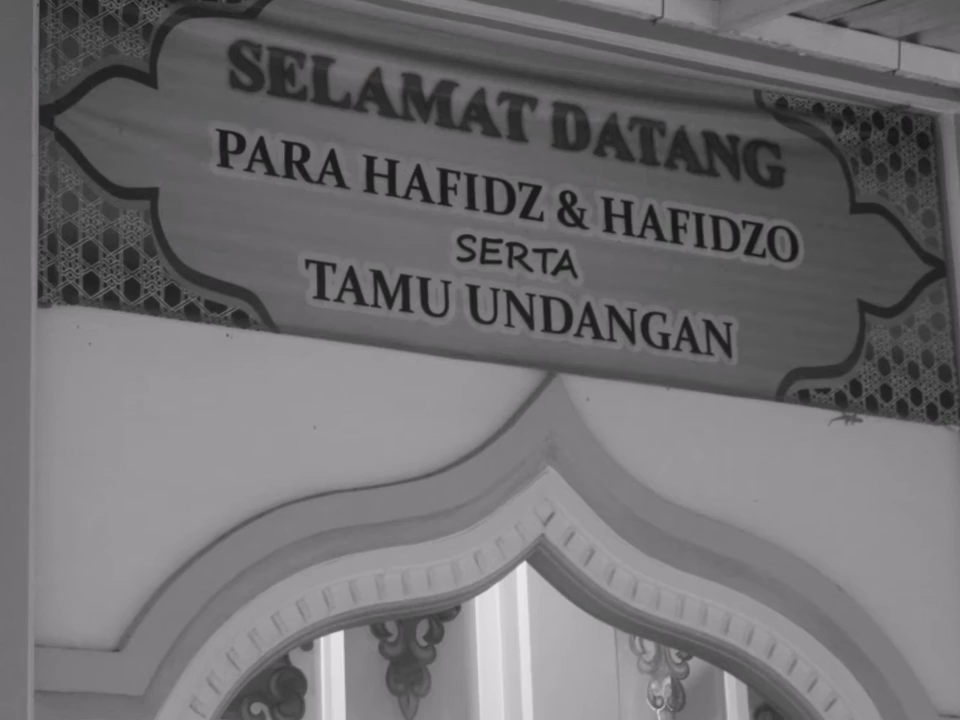 SELAMAT DATANG
PARA HAFIDZ & HAFIDZO
SERTA
TAMU UNDANGAN